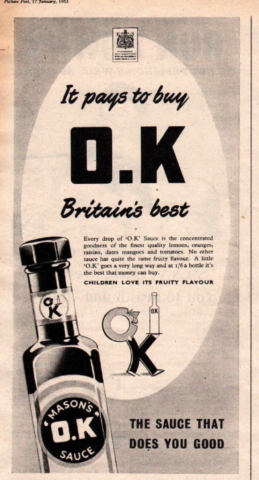 Picture Post, 17 January, 1953
It pays to buy
O.K
Britain's best
Every drop of 'O.K' Sauce is the concentrated
goodness of the finest quality lemons, oranges,
raisins, dates mangoes and tomatoes. No other
sauce has quite the same fruity flavour. A little
'O.K' goes a very long way and at 1/6 a bottle it's
the best that money can buy.
CHILDREN LOVE ITS FRUITY FLAVOUR
O.K
OK
"MASON'S"
O.K
SAUCE
THE SAUCE THAT
DOES YOU GOOD